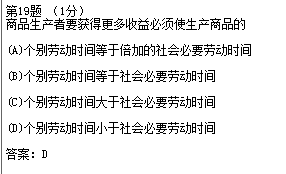 第19题 （1分）
商品生产者要获得更多收益必须使生产商品的
(A)个别劳动时间等于倍加的社会必要劳动时间
(B)个别劳动时间等于社会必要劳动时间
(C)个别劳动时间大于社会必要劳动时间
(D)个别劳动时间小于社会必要劳动时间
答案：D